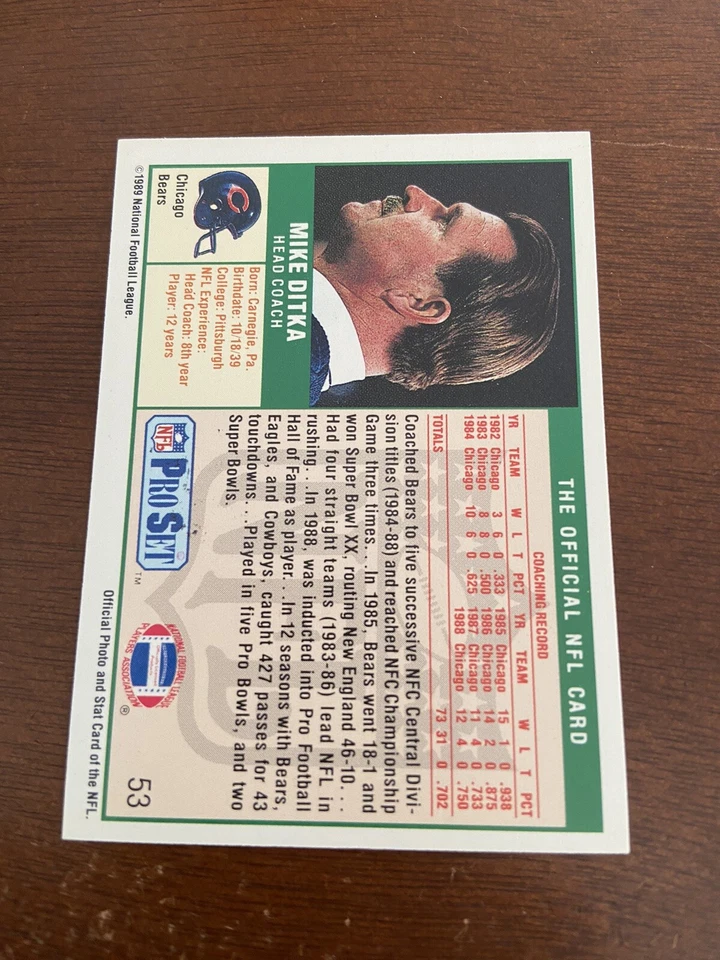 THE OFFICIAL NFL CARD
MIKE DITKA
HEAD COACH
Chicago
Bears
Born: Carnegie, Pa.
Birthdate: 10/18/39
College: Pittsburgh
NFL Experience:
Head Coach: 8th year
Player: 12 years
COACHING RECORD
YR TEAM W L T PCT YR TEAM W L T PCT
1982 Chicago 3 6 0 .333 1985 Chicago 15 1 0 .938
1983 Chicago 8 8 0 .500 1986 Chicago 14 2 0 .875
1984 Chicago 10 6 0 .625 1987 Chicago 11 4 0 .733
1988 Chicago 12 4 0 .750
TOTALS 73 31 0 .702
Coached Bears to five successive NFC Central Divi-
sion titles (1984-88) and reached NFC Championship
Game three times. . .In 1985, Bears went 18-1 and
won Super Bowl XX, routing New England 46-10. . .
Had four straight teams (1983-86) lead NFL in
rushing. . .In 1988, was inducted into Pro Football
Hall of Fame as player. . .In 12 seasons with Bears,
Eagles, and Cowboys, caught 427 passes for 43
touchdowns. . .Played in five Pro Bowls, and two
Super Bowls.
NFL PRO SET ™
NATIONAL FOOTBALL LEAGUE
PLAYERS ASSOCIATION ®
53
©1989 National Football League.
Official Photo and Stat Card of the NFL.